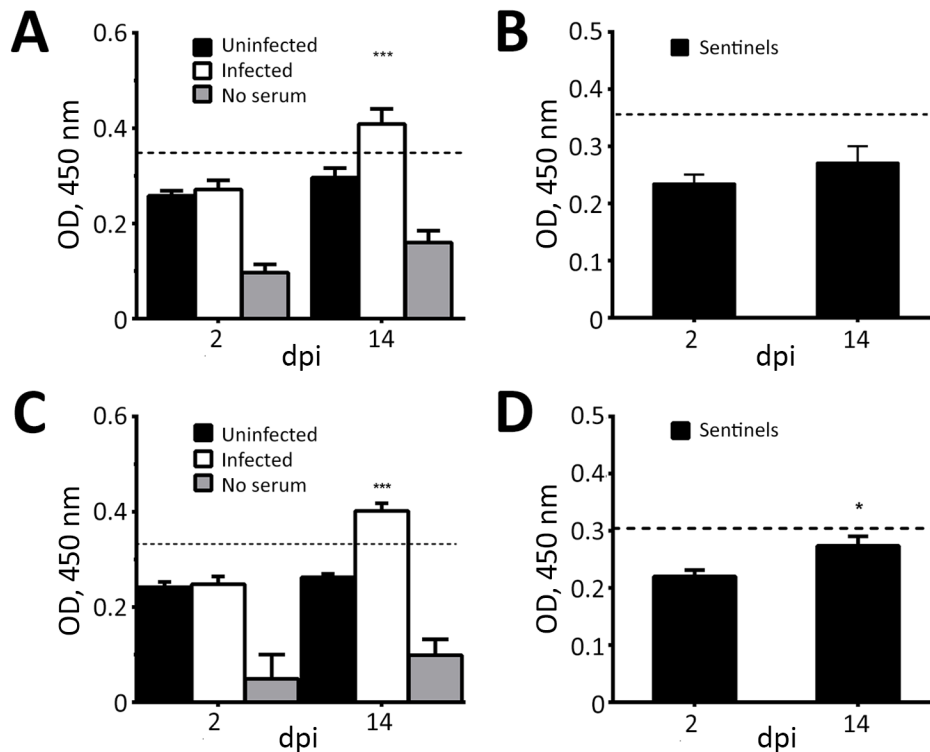 A
OD, 450 nm
0.6
0.4
0.2
0
Uninfected
Infected
No serum
***
2
14
dpi
B
OD, 450 nm
0.5
0.4
0.3
0.2
0.1
0
Sentinels
2
14
dpi
C
OD, 450 nm
0.6
0.4
0.2
0
Uninfected
Infected
No serum
***
2
14
dpi
D
OD, 450 nm
0.5
0.4
0.3
0.2
0.1
0
Sentinels
*
2
14
dpi